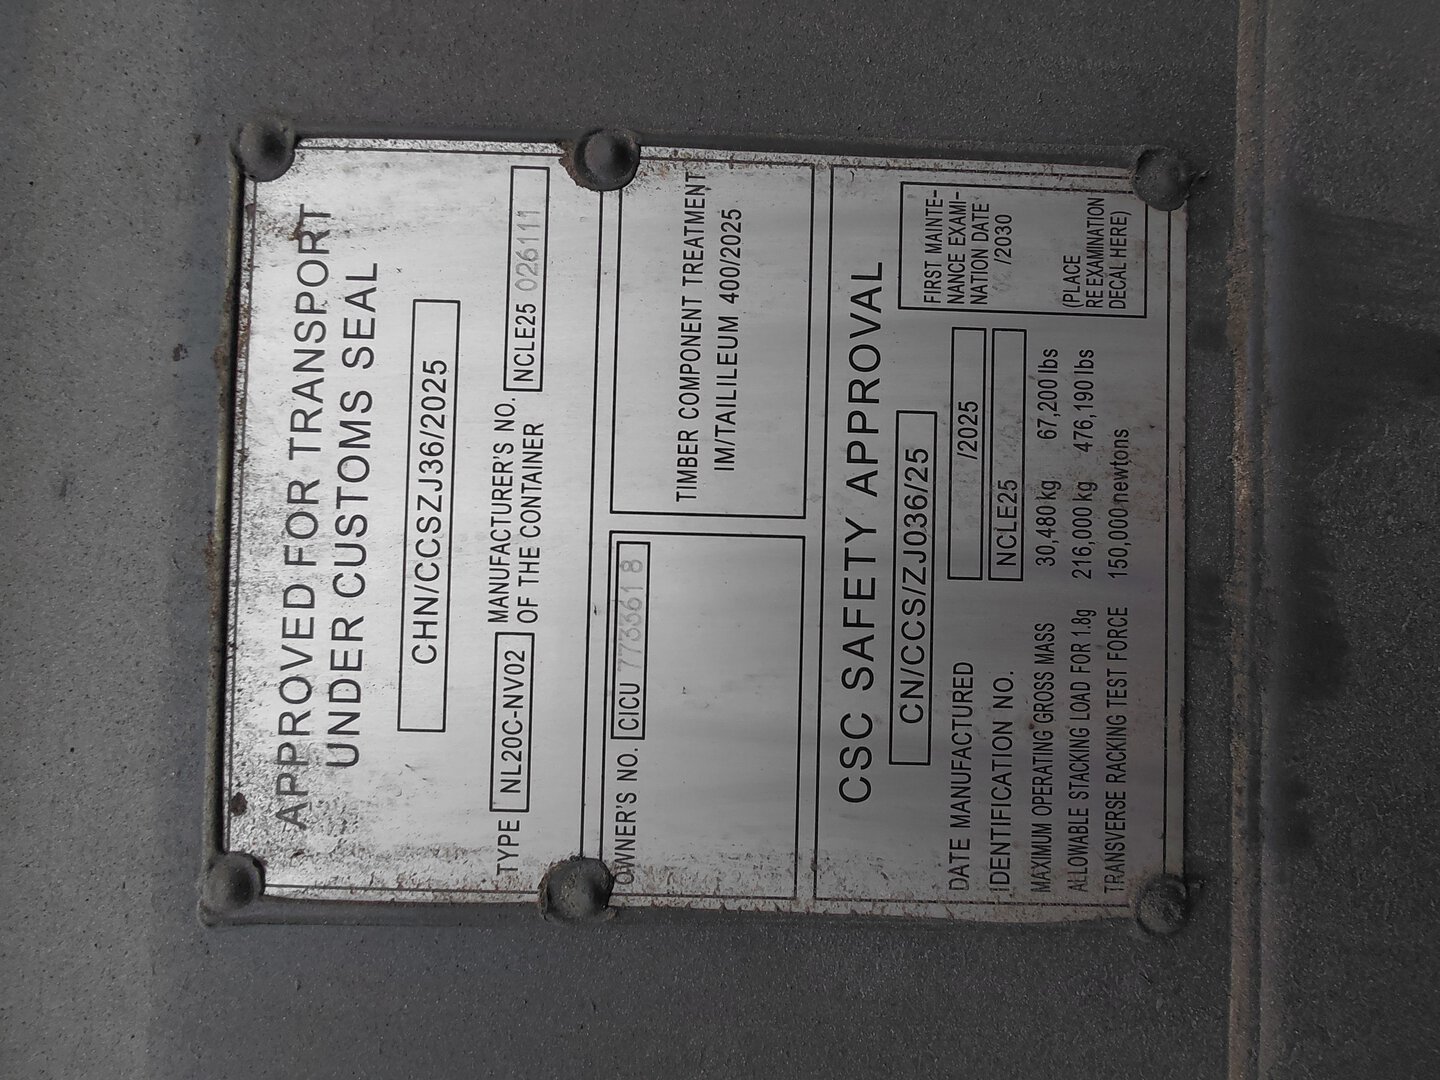 APPROVED FOR TRANSPORT
UNDER CUSTOMS SEAL
CHN/CCSZJ36/2025
TYPE NL20C-NV02 MANUFACTURER'S NO. OF THE CONTAINER NCLE25 026111
OWNER'S NO. CICU 773361 8
TIMBER COMPONENT TREATMENT
IM/TAILILEUM 400/2025
CSC SAFETY APPROVAL
CN/CCS/ZJ036/25
DATE MANUFACTURED /2025
IDENTIFICATION NO. NCLE25
MAXIMUM OPERATING GROSS MASS 30,480 kg 67,200 lbs
ALLOWABLE STACKING LOAD FOR 1.8g 216,000 kg 476,190 lbs
TRANSVERSE RACKING TEST FORCE 150,000 newtons
FIRST MAINTE-
NANCE EXAMI-
NATION DATE
/2030
(PLACE
RE EXAMINATION
DECAL HERE)